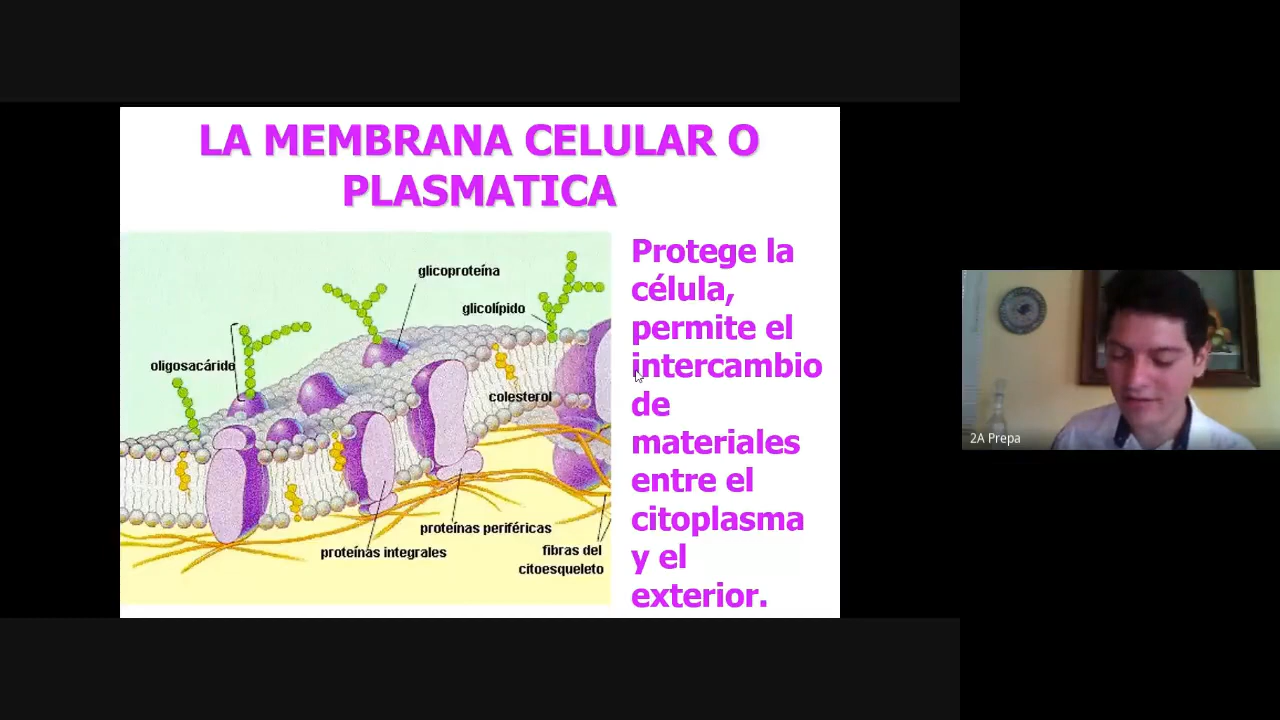 LA MEMBRANA CELULAR O
PLASMATICA
glicoproteína
glicolípido
oligosacárido
colesterol
proteínas periféricas
proteínas integrales
fibras del
citoesqueleto
Protege la
célula,
permite el
intercambio
de
materiales
entre el
citoplasma
y el
exterior.
2A Prepa